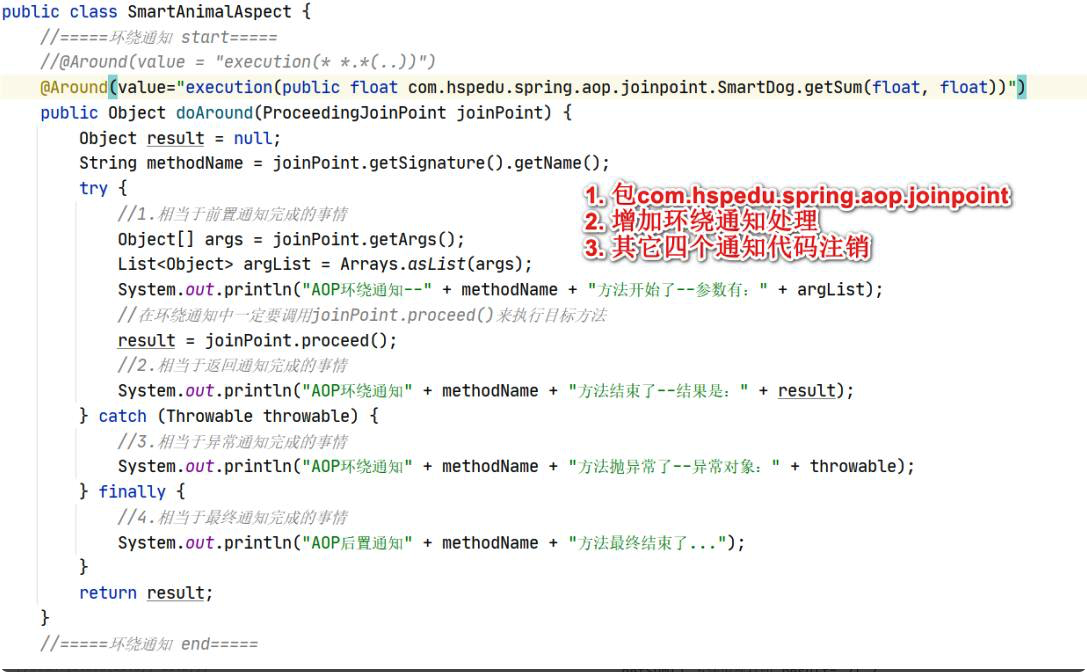 public class SmartAnimalAspect {
//=====环绕通知 start=====
//@Around(value = "execution(* *.*(..))")
@Around(value="execution(public float com.hspedu.spring.aop.joinpoint.SmartDog.getSum(float, float))")
public Object doAround(ProceedingJoinPoint joinPoint) {
Object result = null;
String methodName = joinPoint.getSignature().getName();
try {
1. 包com.hspedu.spring.aop.joinpoint
2. 增加环绕通知处理
3. 其它四个通知代码注销
//1.相当于前置通知完成的事情
Object[] args = joinPoint.getArgs();
List<Object> argList = Arrays.asList(args);
System.out.println("AOP环绕通知--" + methodName + "方法开始了--参数有：" + argList);
//在环绕通知中一定要调用joinPoint.proceed()来执行目标方法
result = joinPoint.proceed();
//2.相当于返回通知完成的事情
System.out.println("AOP环绕通知" + methodName + "方法结束了--结果是：" + result);
} catch (Throwable throwable) {
//3.相当于异常通知完成的事情
System.out.println("AOP环绕通知" + methodName + "方法抛异常了--异常对象：" + throwable);
} finally {
//4.相当于最终通知完成的事情
System.out.println("AOP后置通知" + methodName + "方法最终结束了...");
}
return result;
}
//=====环绕通知 end=====